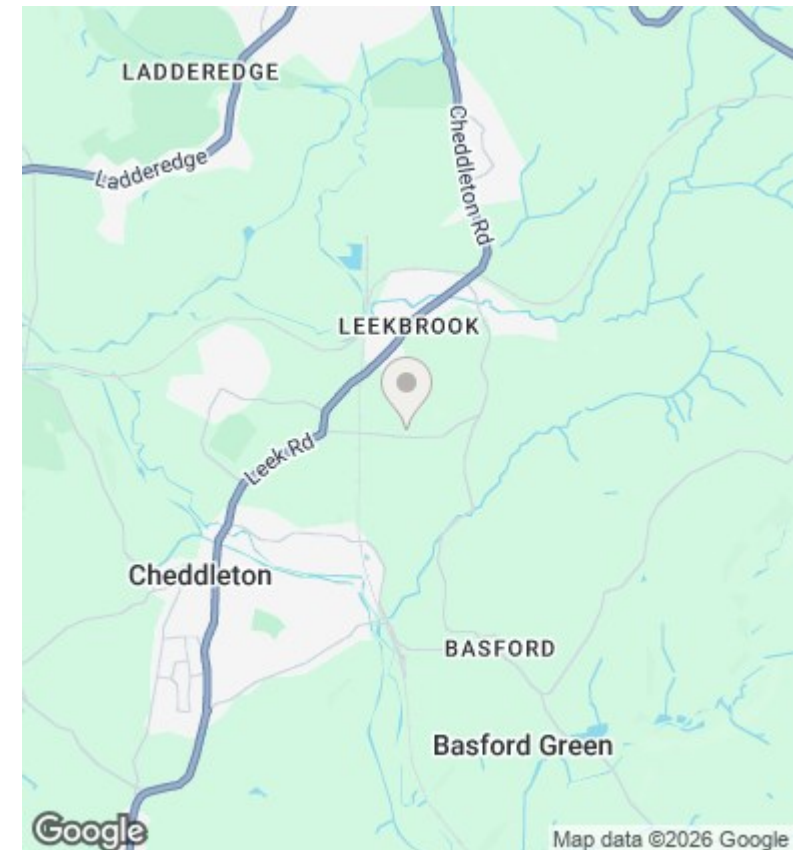 LADDEREDGE
Ladderedge
Cheddleton Rd
LEEKBROOK
Leek Rd
Cheddleton
BASFORD
Basford Green
Google
Map data ©2026 Google